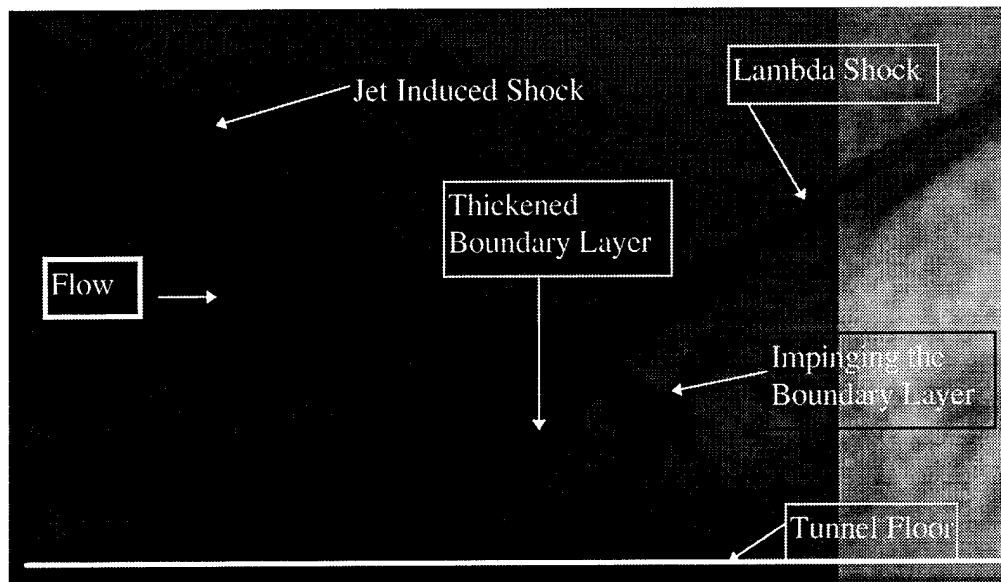 Lambda Shock
Jet Induced Shock
Thickened
Boundary Layer
Flow
Impinging the
Boundary Layer
Tunnel Floor